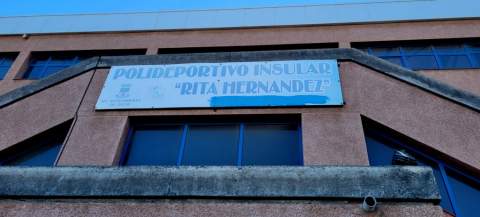 POLIDEPORTIVO INSULAR
"RITA HERNANDEZ"